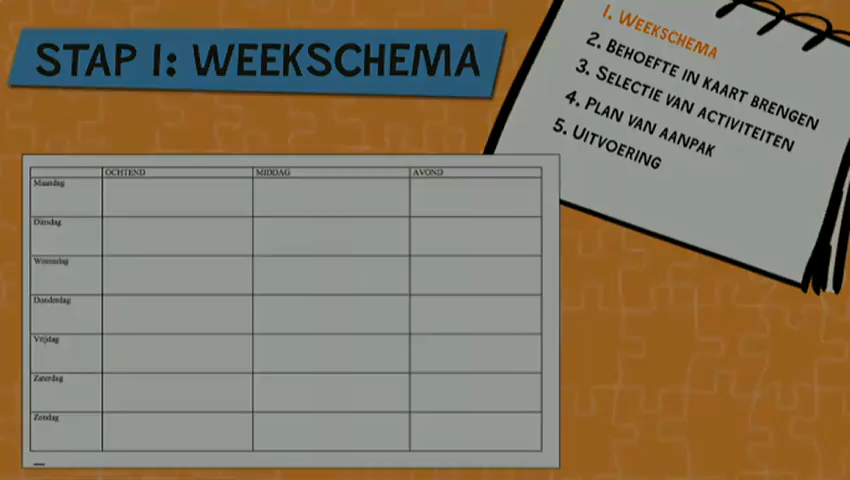 STAP 1: WEEKSCHEMA
1. WEEKSCHEMA
2. BEHOEFTE IN KAART BRENGEN
3. SELECTIE VAN ACTIVITEITEN
4. PLAN VAN AANPAK
5. UITVOERING
OCHTEND MIDDAG AVOND
Maandag
Dinsdag
Woensdag
Donderdag
Vrijdag
Zaterdag
Zondag